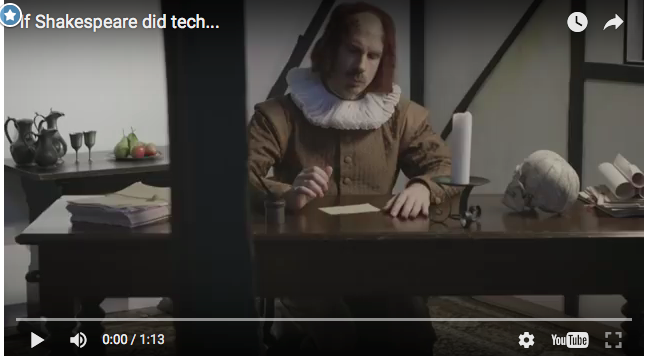 If Shakespeare did tech...
0:00 / 1:13
YouTube